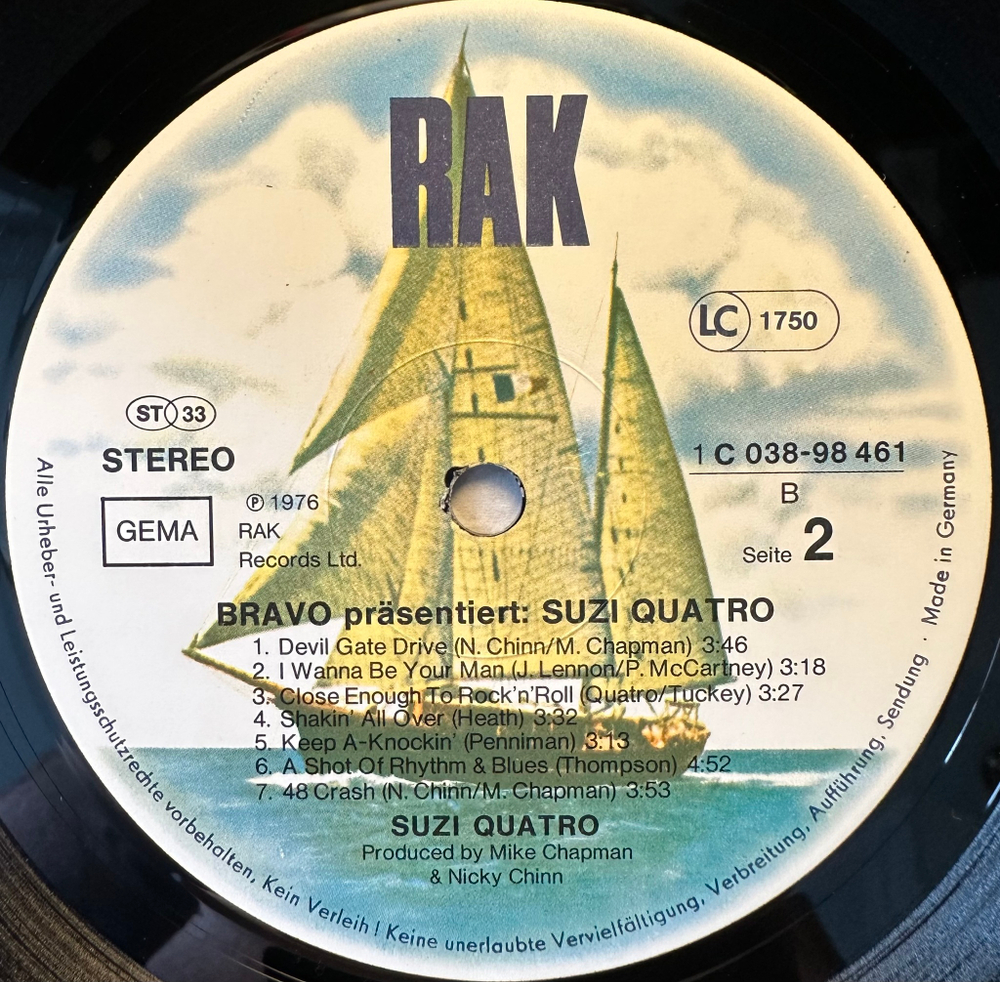 RAK
LC 1750
ST 33
STEREO
1 C 038-98 461
B
GEMA
℗ 1976
RAK
Records Ltd.
Seite 2
BRAVO präsentiert: SUZI QUATRO
1. Devil Gate Drive (N. Chinn/M. Chapman) 3:46
2. I Wanna Be Your Man (J. Lennon/P. McCartney) 3:18
3. Close Enough To Rock'n'Roll (Quatro/Tuckey) 3:27
4. Shakin' All Over (Heath) 3:32
5. Keep A-Knockin' (Penniman) 3:13
6. A Shot Of Rhythm & Blues (Thompson) 4:52
7. 48 Crash (N. Chinn/M. Chapman) 3:53
SUZI QUATRO
Produced by Mike Chapman
& Nicky Chinn
Alle Urheber- und Leistungsschutzrechte vorbehalten, Kein Verleih ! Keine unerlaubte Vervielfältigung, Verbreitung, Aufführung, Sendung · Made in Germany